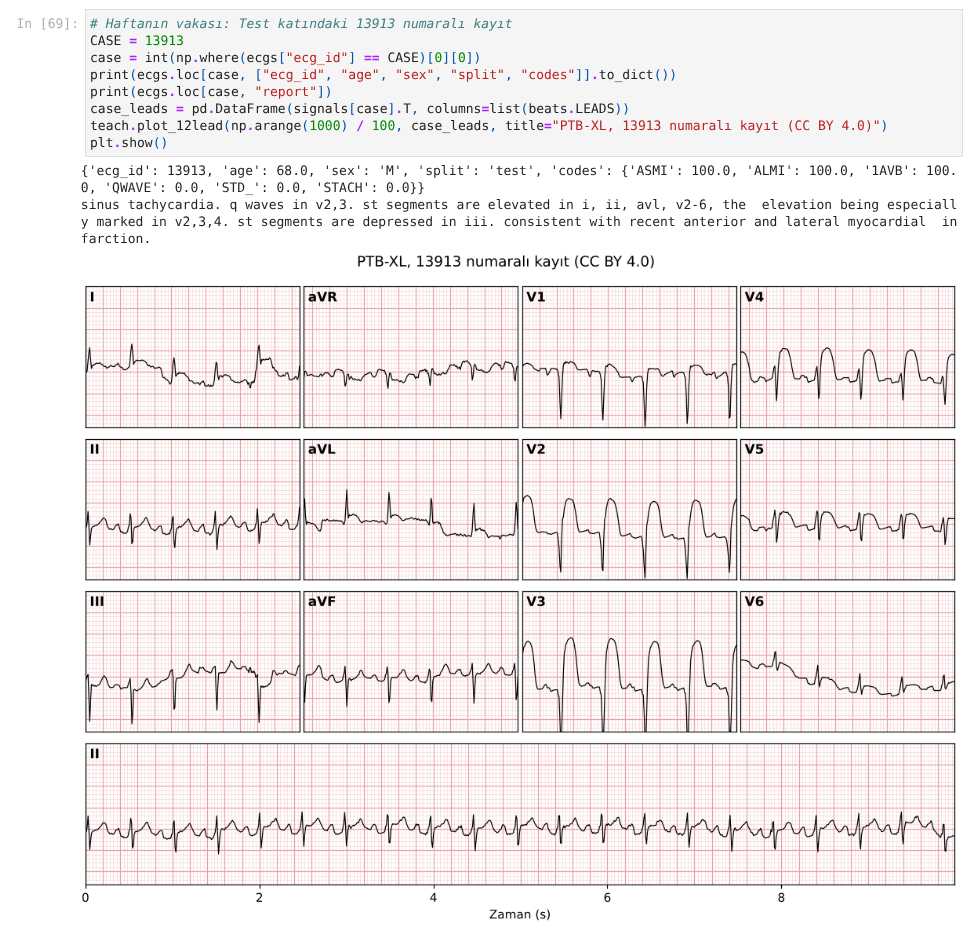 In [69]:
# Haftanın vakası: Test katındaki 13913 numaralı kayıt
CASE = 13913
case = int(np.where(ecgs["ecg_id"] == CASE)[0][0])
print(ecgs.loc[case, ["ecg_id", "age", "sex", "split", "codes"]].to_dict())
print(ecgs.loc[case, "report"])
case_leads = pd.DataFrame(signals[case].T, columns=list(beats.LEADS))
teach.plot_12lead(np.arange(1000) / 100, case_leads, title="PTB-XL, 13913 numaralı kayıt (CC BY 4.0)")
plt.show()
{'ecg_id': 13913, 'age': 68.0, 'sex': 'M', 'split': 'test', 'codes': {'ASMI': 100.0, 'ALMI': 100.0, '1AVB': 100.
0, 'QWAVE': 0.0, 'STD_': 0.0, 'STACH': 0.0}}
sinus tachycardia. q waves in v2,3. st segments are elevated in i, ii, avl, v2-6, the  elevation being especiall
y marked in v2,3,4. st segments are depressed in iii. consistent with recent anterior and lateral myocardial  in
farction.
PTB-XL, 13913 numaralı kayıt (CC BY 4.0)
I aVR V1 V4
II aVL V2 V5
III aVF V3 V6
II
0 2 4 6 8
Zaman (s)